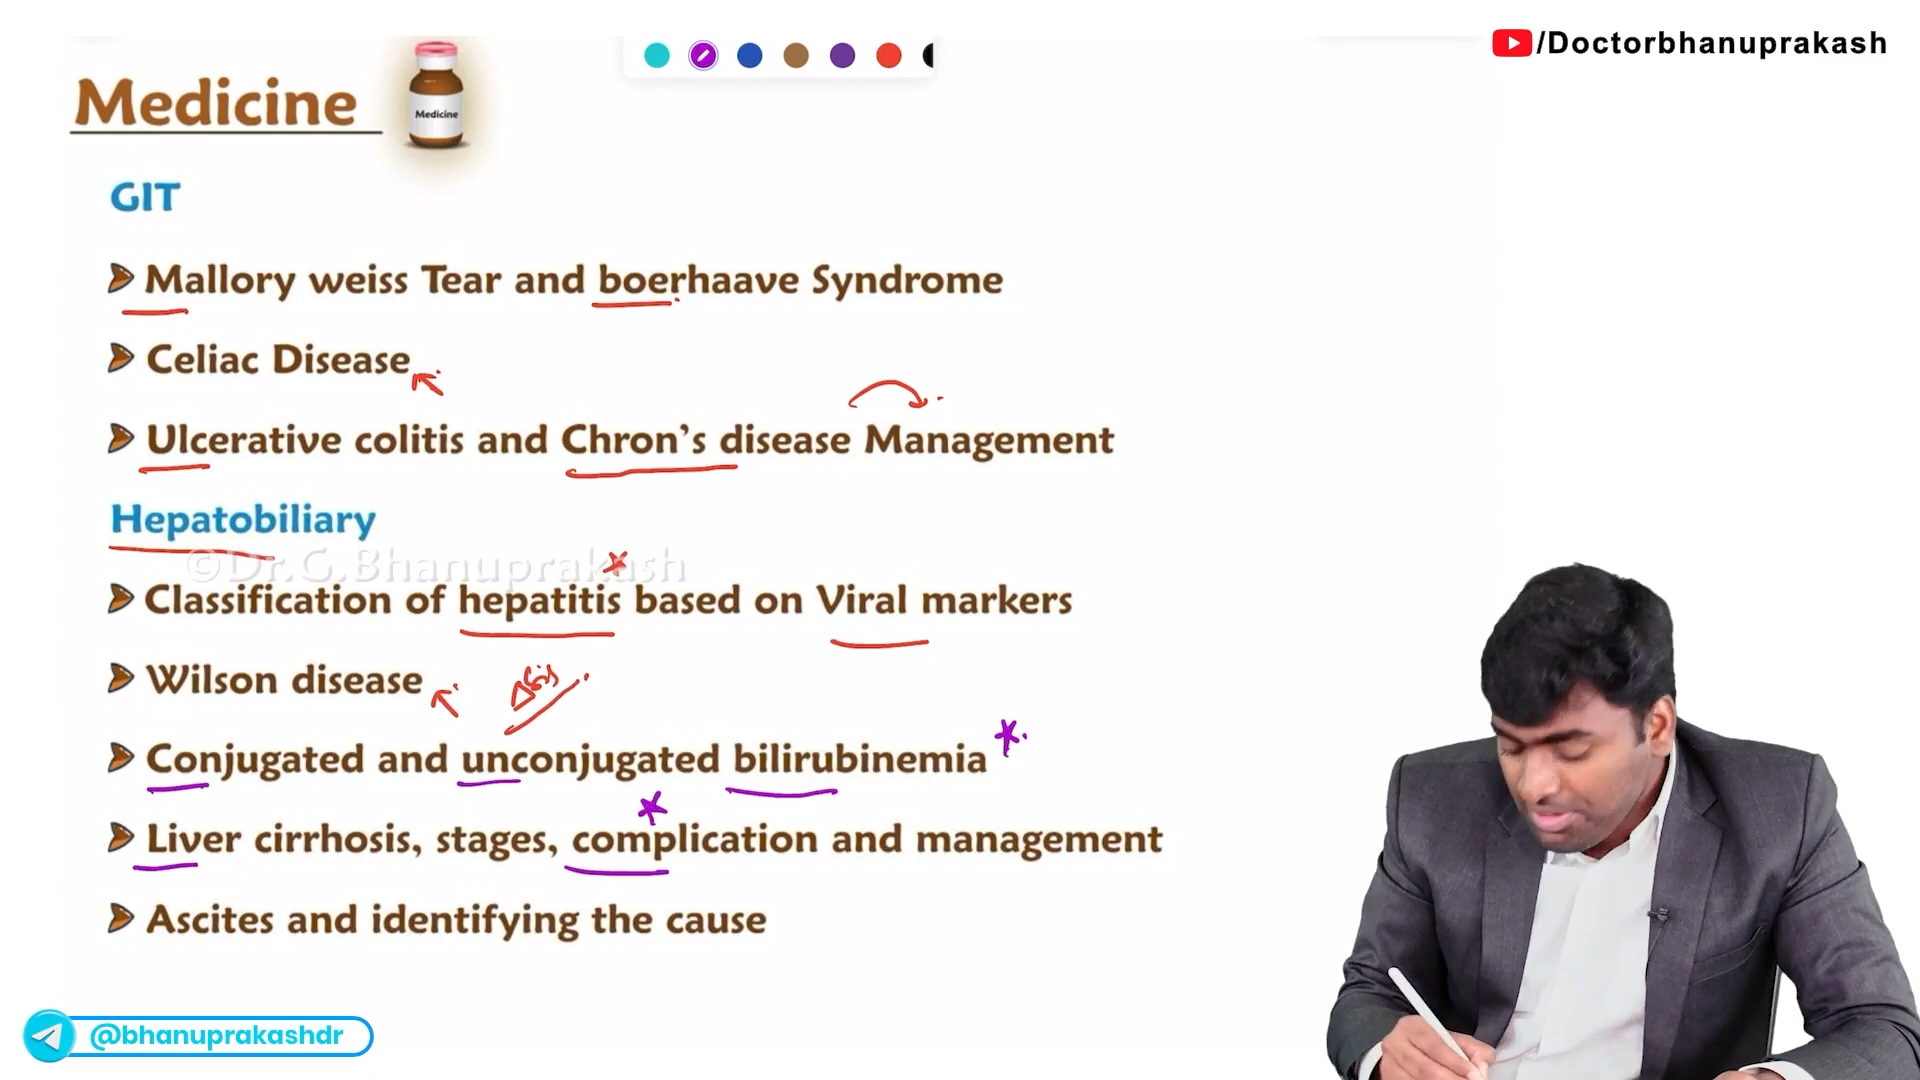 /Doctorbhanuprakash
Medicine
Medicine
GIT
Mallory weiss Tear and boerhaave Syndrome
Celiac Disease
Ulcerative colitis and Chron's disease Management
Hepatobiliary
©Dr.G.Bhanuprakash
Classification of hepatitis based on Viral markers
Wilson disease
Conjugated and unconjugated bilirubinemia
Liver cirrhosis, stages, complication and management
Ascites and identifying the cause
@bhanuprakashdr